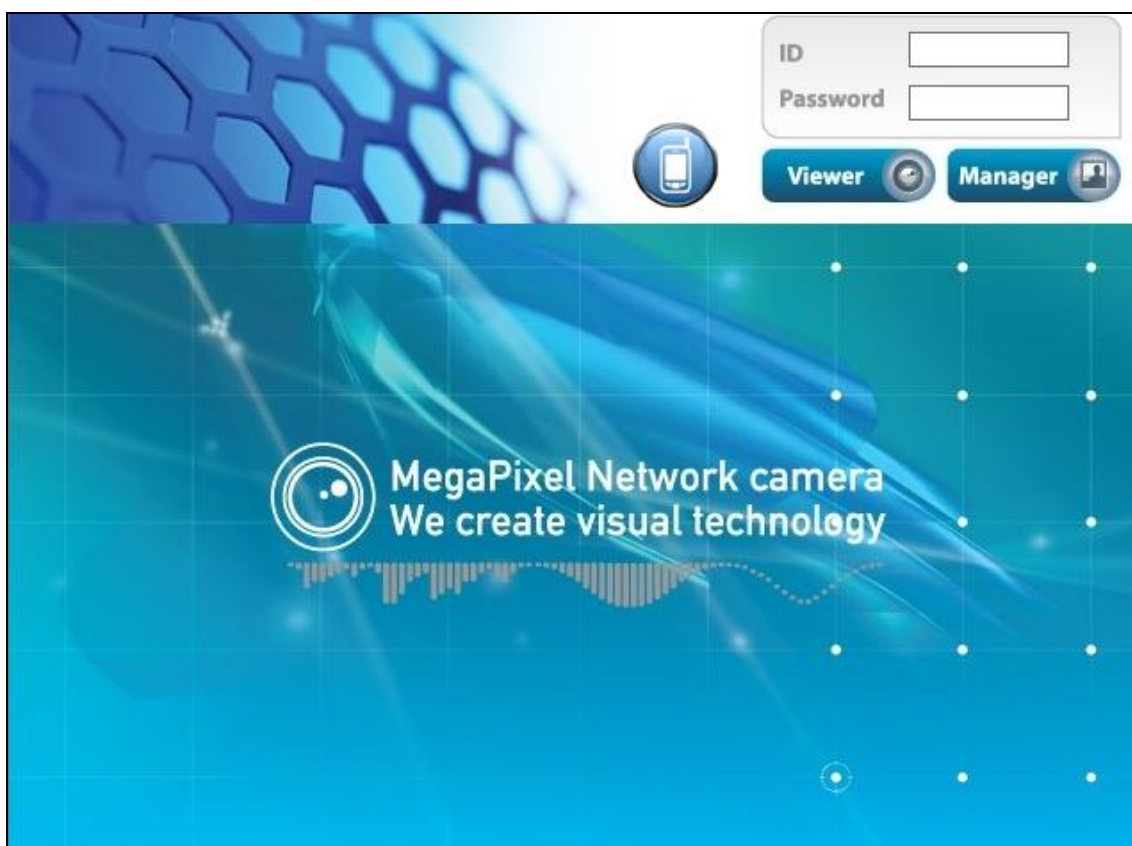 ID
Password
Viewer
Manager
MegaPixel Network camera
We create visual technology